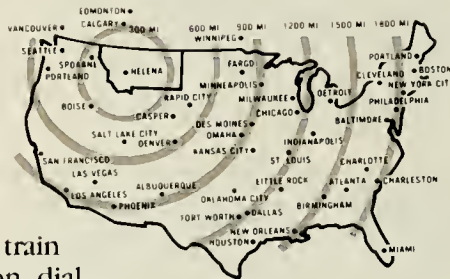 EDMONTON
CALGARY
VANCOUVER
300 MI
600 MI
900 MI
1200 MI
1500 MI
1800 MI
WINNIPEG
SEATTLE
SPOKANE
PORTLAND
HELENA
FARGO
PORTLAND
CLEVELAND
BOSTON
NEW YORK CITY
MINNEAPOLIS
BOISE
RAPID CITY
MILWAUKEE
DETROIT
PHILADELPHIA
CASPER
CHICAGO
BALTIMORE
DES MOINES
SALT LAKE CITY
DENVER
OMAHA
INDIANAPOLIS
KANSAS CITY
SAN FRANCISCO
ST. LOUIS
LAS VEGAS
CHARLOTTE
ALBUQUERQUE
LITTLE ROCK
ATLANTA
CHARLESTON
LOS ANGELES
OKLAHOMA CITY
PHOENIX
BIRMINGHAM
FORT WORTH
DALLAS
NEW ORLEANS
HOUSTON
MIAMI
train
on, dial